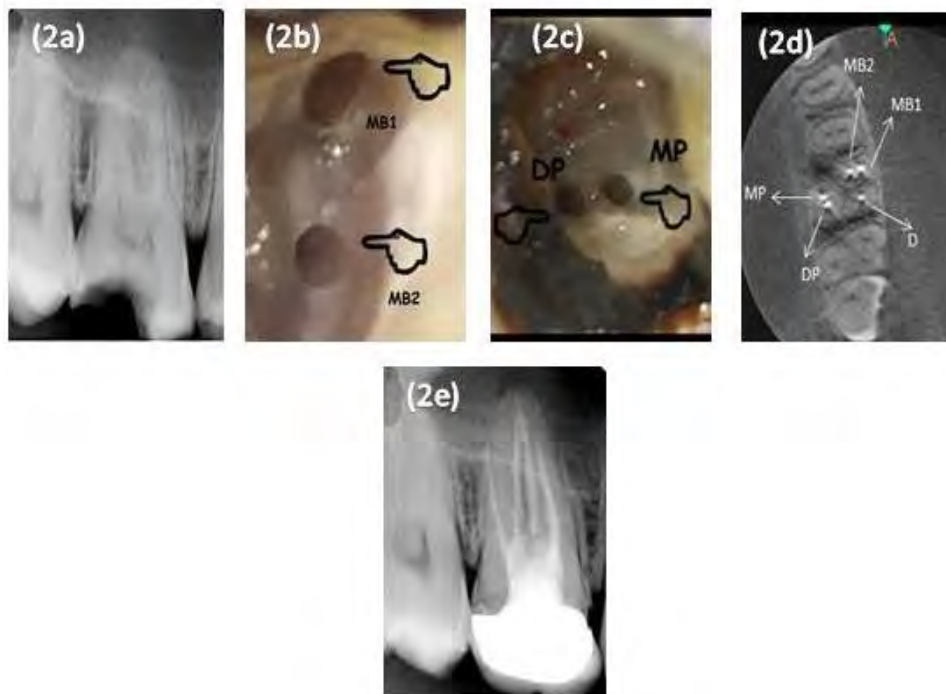 (2a)
(2b)
MB1
MB2
(2c)
DP
MP
(2d)
A
MB2
MB1
MP
D
DP
(2e)